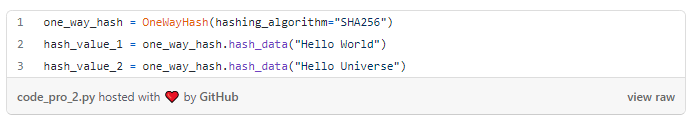 1 one_way_hash = OneWayHash(hashing_algorithm="SHA256")
2 hash_value_1 = one_way_hash.hash_data("Hello World")
3 hash_value_2 = one_way_hash.hash_data("Hello Universe")
code_pro_2.py hosted with ❤ by GitHub view raw